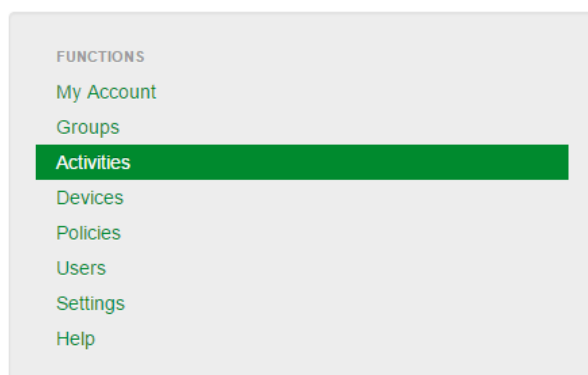 FUNCTIONS
My Account
Groups
Activities
Devices
Policies
Users
Settings
Help